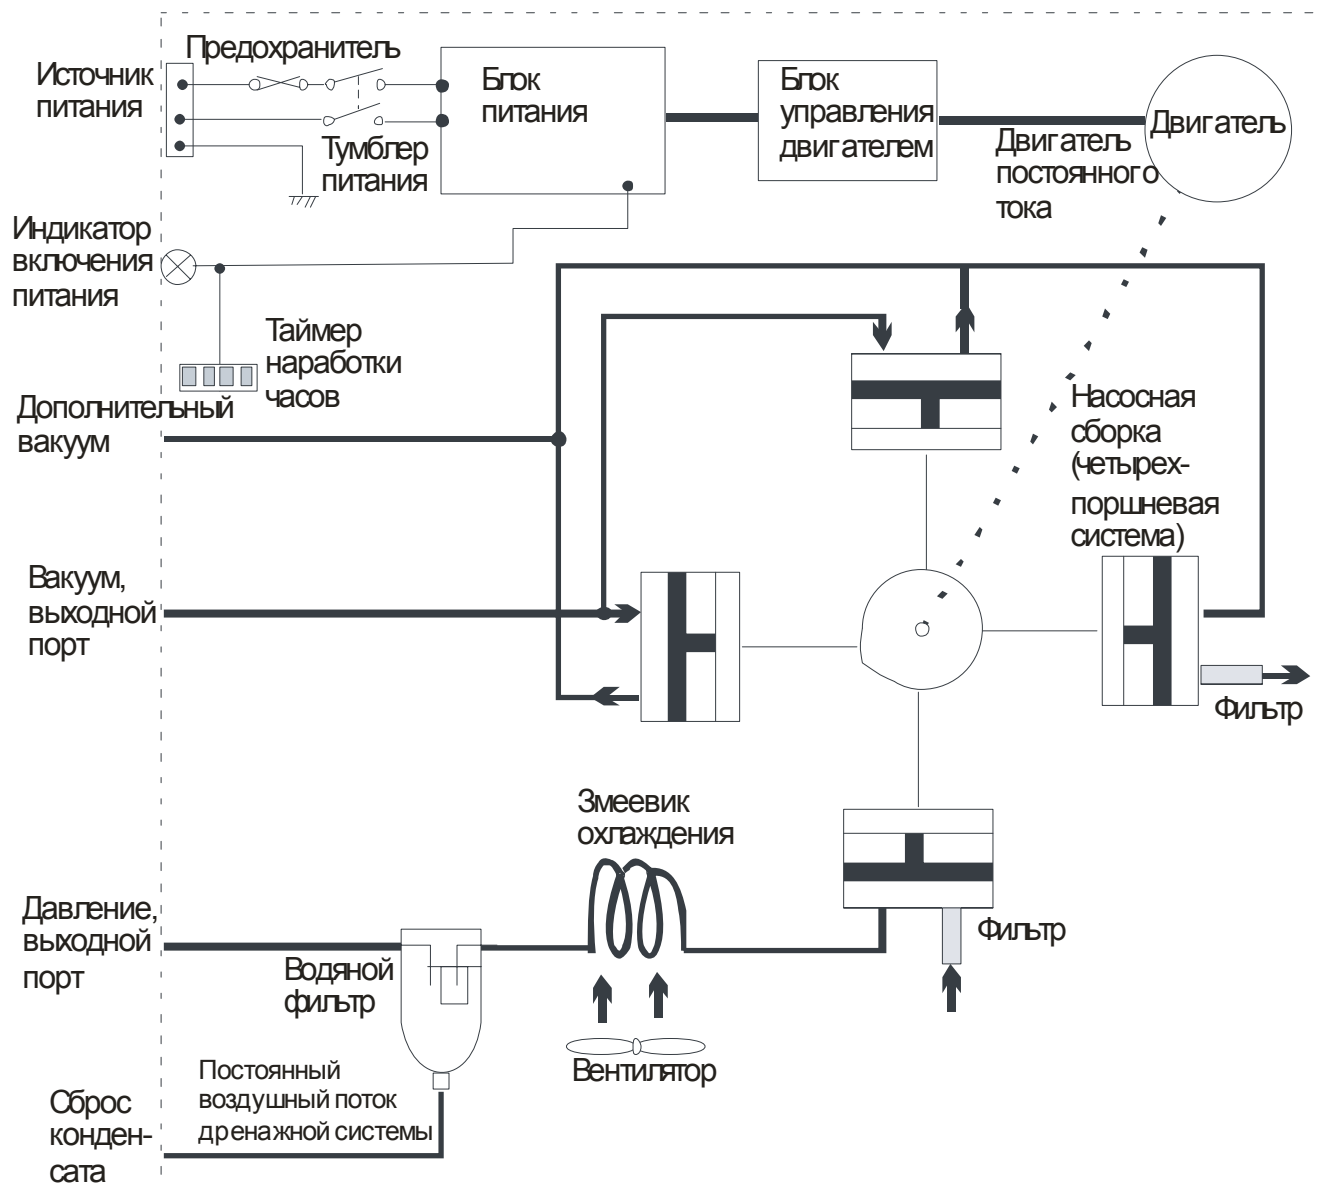 Предохранитель
Источник
питания
Тумблер
питания
Блок
питания
Блок
управления
двигателем
Двигатель
Двигатель
постоянного
тока
Индикатор
включения
питания
Таймер
наработки
часов
Дополнительный
вакуум
Насосная
сборка
(четырех-
поршневая
система)
Вакуум,
выходной
порт
Фильтр
Змеевик
охлаждения
Давление,
выходной
порт
Водяной
фильтр
Фильтр
Вентилятор
Постоянный
воздушный поток
дренажной системы
Сброс
конден-
сата